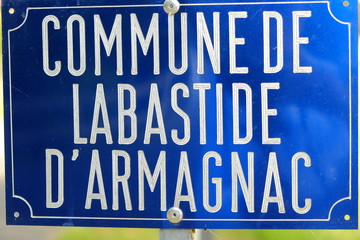 COMMUNE DE
LABASTIDE
D'ARMAGNAC